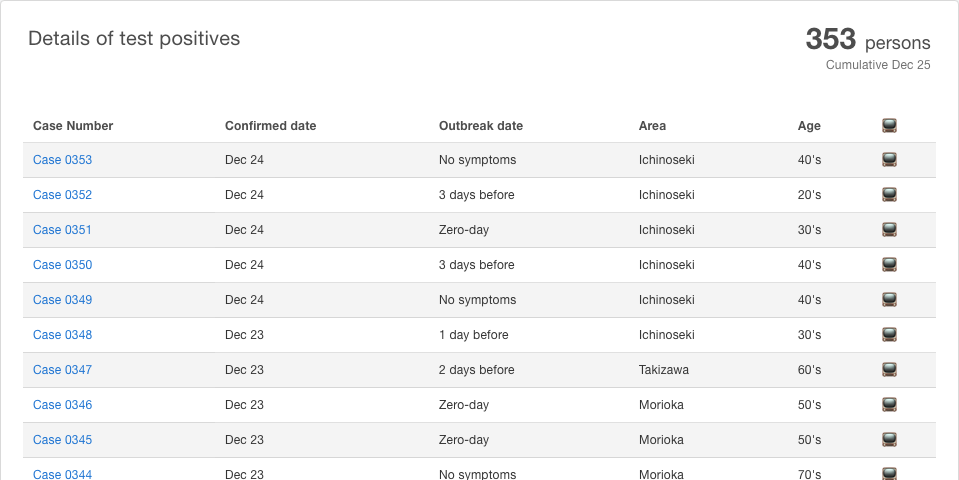 Details of test positives
353 persons
Cumulative Dec 25
Case Number Confirmed date Outbreak date Area Age
Case 0353 Dec 24 No symptoms Ichinoseki 40's
Case 0352 Dec 24 3 days before Ichinoseki 20's
Case 0351 Dec 24 Zero-day Ichinoseki 30's
Case 0350 Dec 24 3 days before Ichinoseki 40's
Case 0349 Dec 24 No symptoms Ichinoseki 40's
Case 0348 Dec 23 1 day before Ichinoseki 30's
Case 0347 Dec 23 2 days before Takizawa 60's
Case 0346 Dec 23 Zero-day Morioka 50's
Case 0345 Dec 23 Zero-day Morioka 50's
Case 0344 Dec 23 No symptoms Morioka 70's